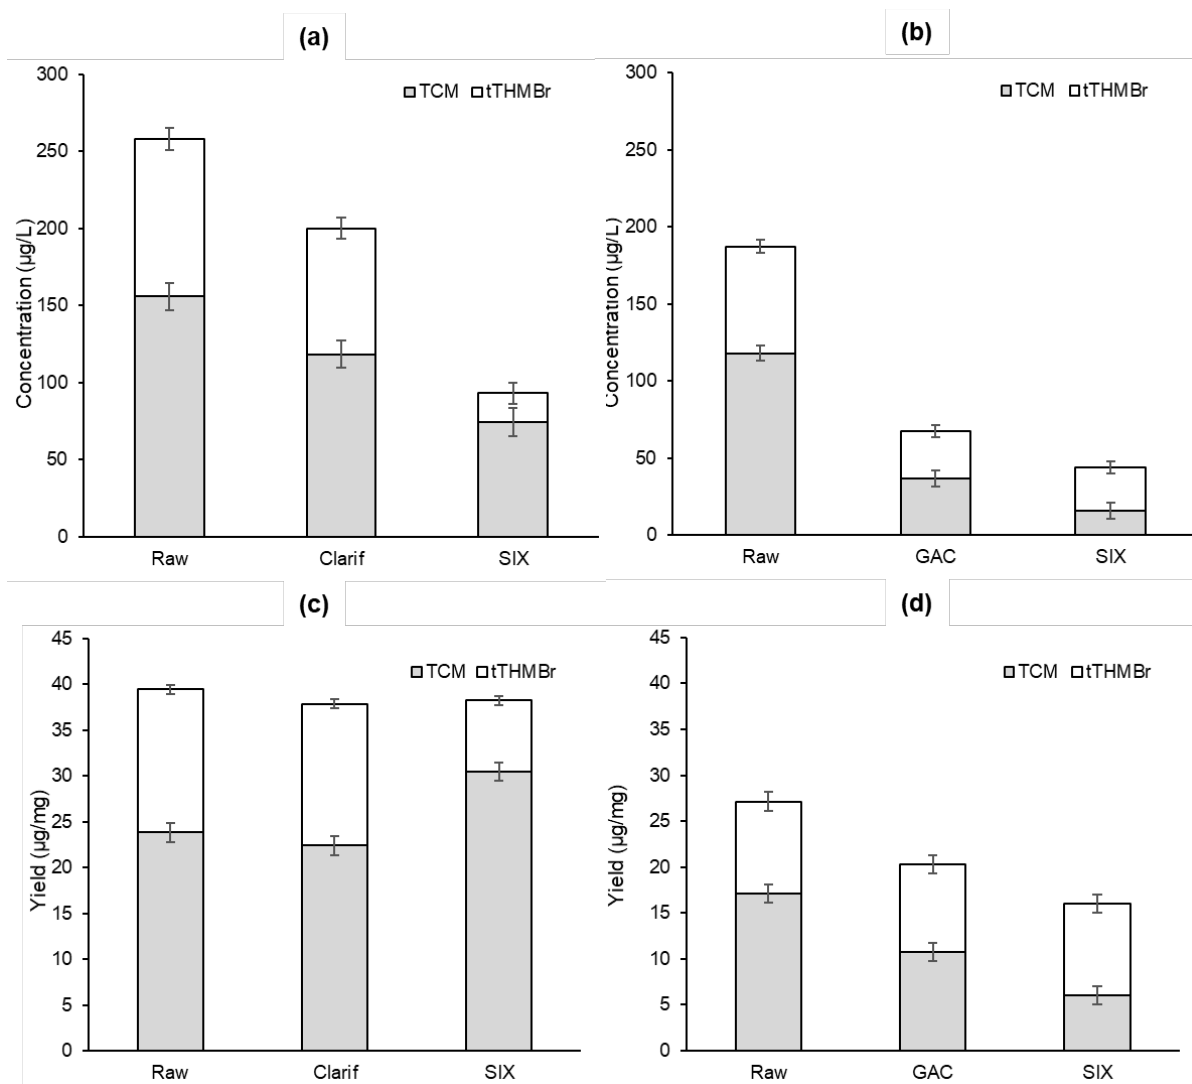 (a)
300
250
200
150
100
50
0
Concentration (µg/L)
TCM tTHMBr
Raw Clarif SIX
(b)
300
250
200
150
100
50
0
Concentration (µg/L)
TCM tTHMBr
Raw GAC SIX
(c)
45
40
35
30
25
20
15
10
5
0
Yield (µg/mg)
TCM tTHMBr
Raw Clarif SIX
(d)
45
40
35
30
25
20
15
10
5
0
Yield (µg/mg)
TCM tTHMBr
Raw GAC SIX